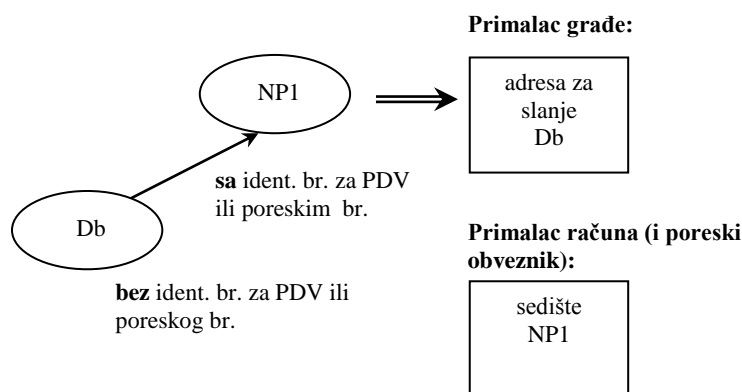 Primalac građe:
NP1
adresa za
slanje
Db
sa ident. br. za PDV
ili poreskim br.
Db
Primalac računa (i poreski
obveznik):
bez ident. br. za PDV ili
poreskog br.
sedište
NP1